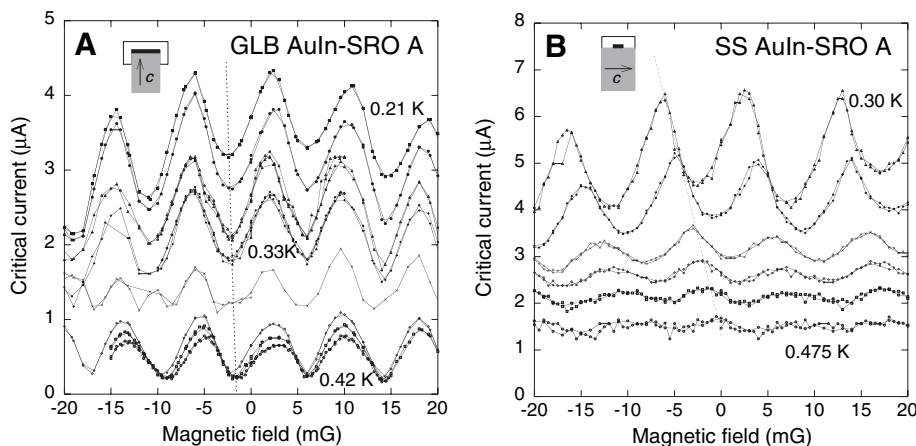 A
GLB AuIn-SRO A
c
0.21 K
0.33K
0.42 K
5
4
3
2
1
0
-20 -15 -10 -5 0 5 10 15 20
Critical current (μA)
Magnetic field (mG)
B
SS AuIn-SRO A
c
0.30 K
0.475 K
8
7
6
5
4
3
2
1
0
-20 -15 -10 -5 0 5 10 15 20
Critical current (μA)
Magnetic field (mG)